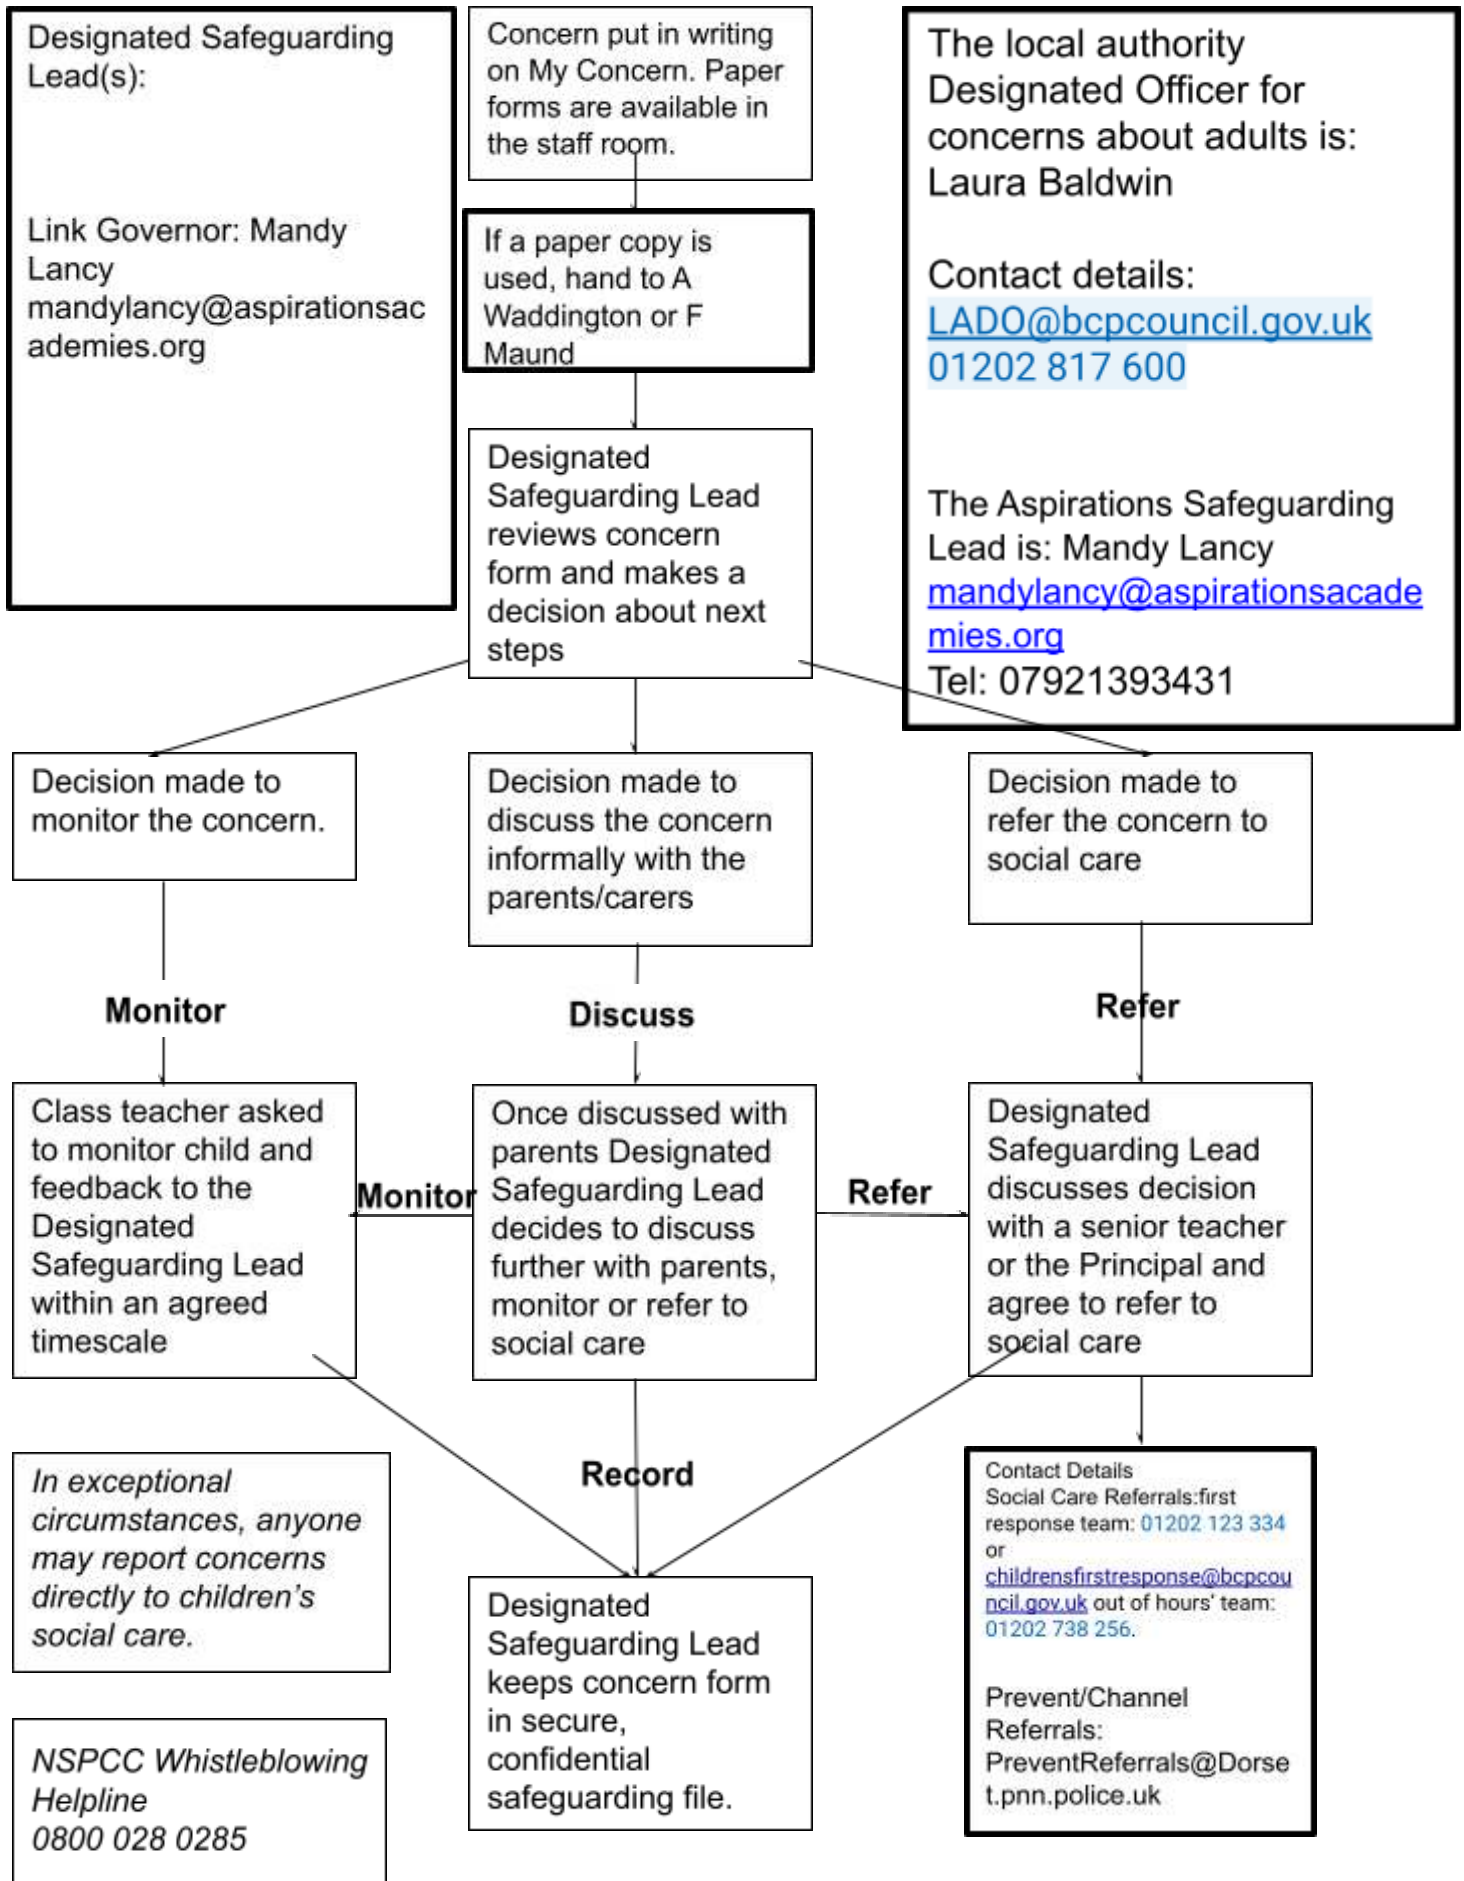 Designated Safeguarding
Lead(s):
Link Governor: Mandy
Lancy
mandylancy@aspirationsac
ademies.org
Concern put in writing
on My Concern. Paper
forms are available in
the staff room.
If a paper copy is
used, hand to A
Waddington or F
Maund
The local authority
Designated Officer for
concerns about adults is:
Laura Baldwin
Contact details:
LADO@bcpcouncil.gov.uk
01202 817 600
The Aspirations Safeguarding
Lead is: Mandy Lancy
mandylancy@aspirationsacade
mies.org
Tel: 07921393431
Designated
Safeguarding Lead
reviews concern
form and makes a
decision about next
steps
Decision made to
monitor the concern.
Decision made to
discuss the concern
informally with the
parents/carers
Decision made to
refer the concern to
social care
Monitor
Discuss
Refer
Class teacher asked
to monitor child and
feedback to the
Designated
Safeguarding Lead
within an agreed
timescale
Monitor
Once discussed with
parents Designated
Safeguarding Lead
decides to discuss
further with parents,
monitor or refer to
social care
Refer
Designated
Safeguarding Lead
discusses decision
with a senior teacher
or the Principal and
agree to refer to
social care
Record
In exceptional
circumstances, anyone
may report concerns
directly to children's
social care.
NSPCC Whistleblowing
Helpline
0800 028 0285
Designated
Safeguarding Lead
keeps concern form
in secure,
confidential
safeguarding file.
Contact Details
Social Care Referrals:first
response team: 01202 123 334
or
childrensfirstresponse@bcpcou
ncil.gov.uk out of hours' team:
01202 738 256.
Prevent/Channel
Referrals:
PreventReferrals@Dorse
t.pnn.police.uk